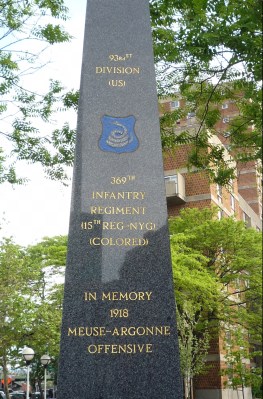 93RD
DIVISION
(US)
369TH
INFANTRY
REGIMENT
(15TH REG-NYG)
(COLORED)
IN MEMORY
1918
MEUSE-ARGONNE
OFFENSIVE